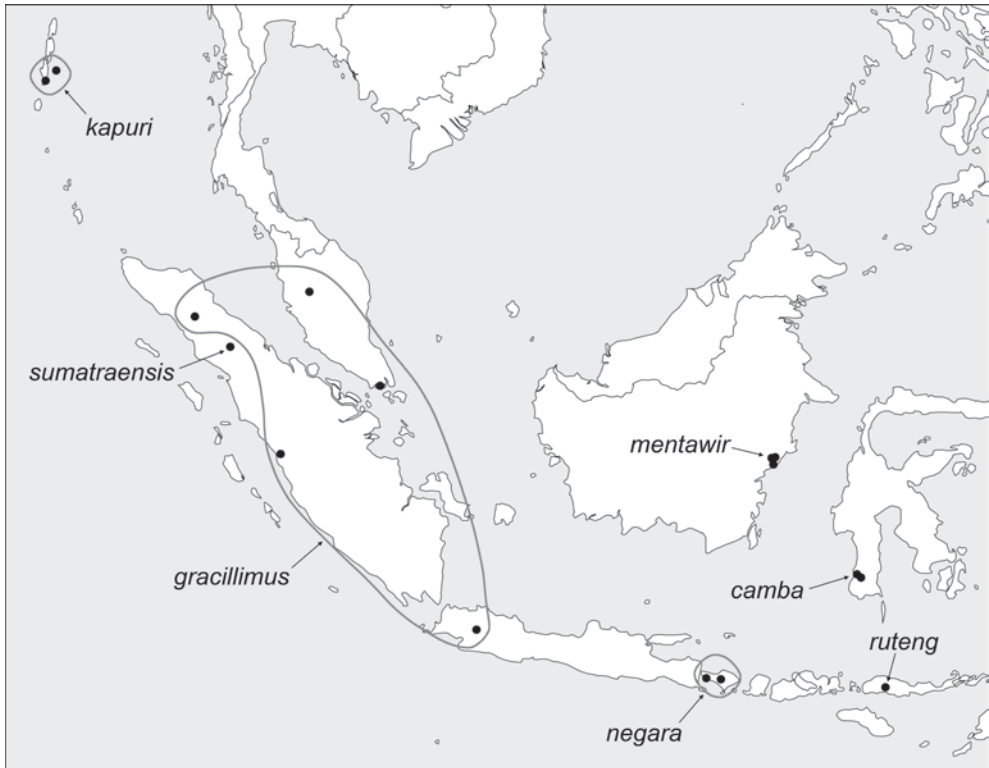 kapuri
sumatraensis
mentawir
gracillimus
camba
ruteng
negara